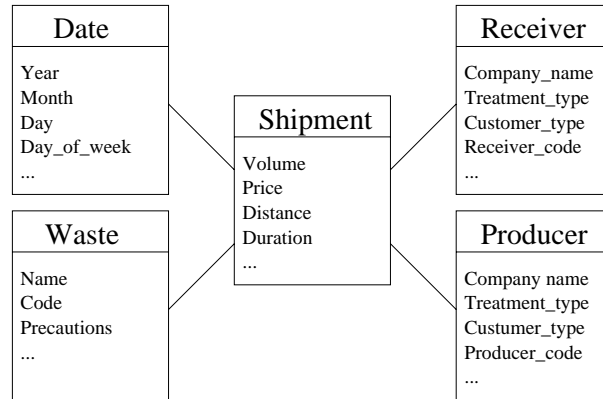 Date
Year
Month
Day
Day_of_week
...
Receiver
Company_name
Treatment_type
Customer_type
Receiver_code
...
Shipment
Volume
Price
Distance
Duration
...
Waste
Name
Code
Precautions
...
Producer
Company name
Treatment_type
Custumer_type
Producer_code
...